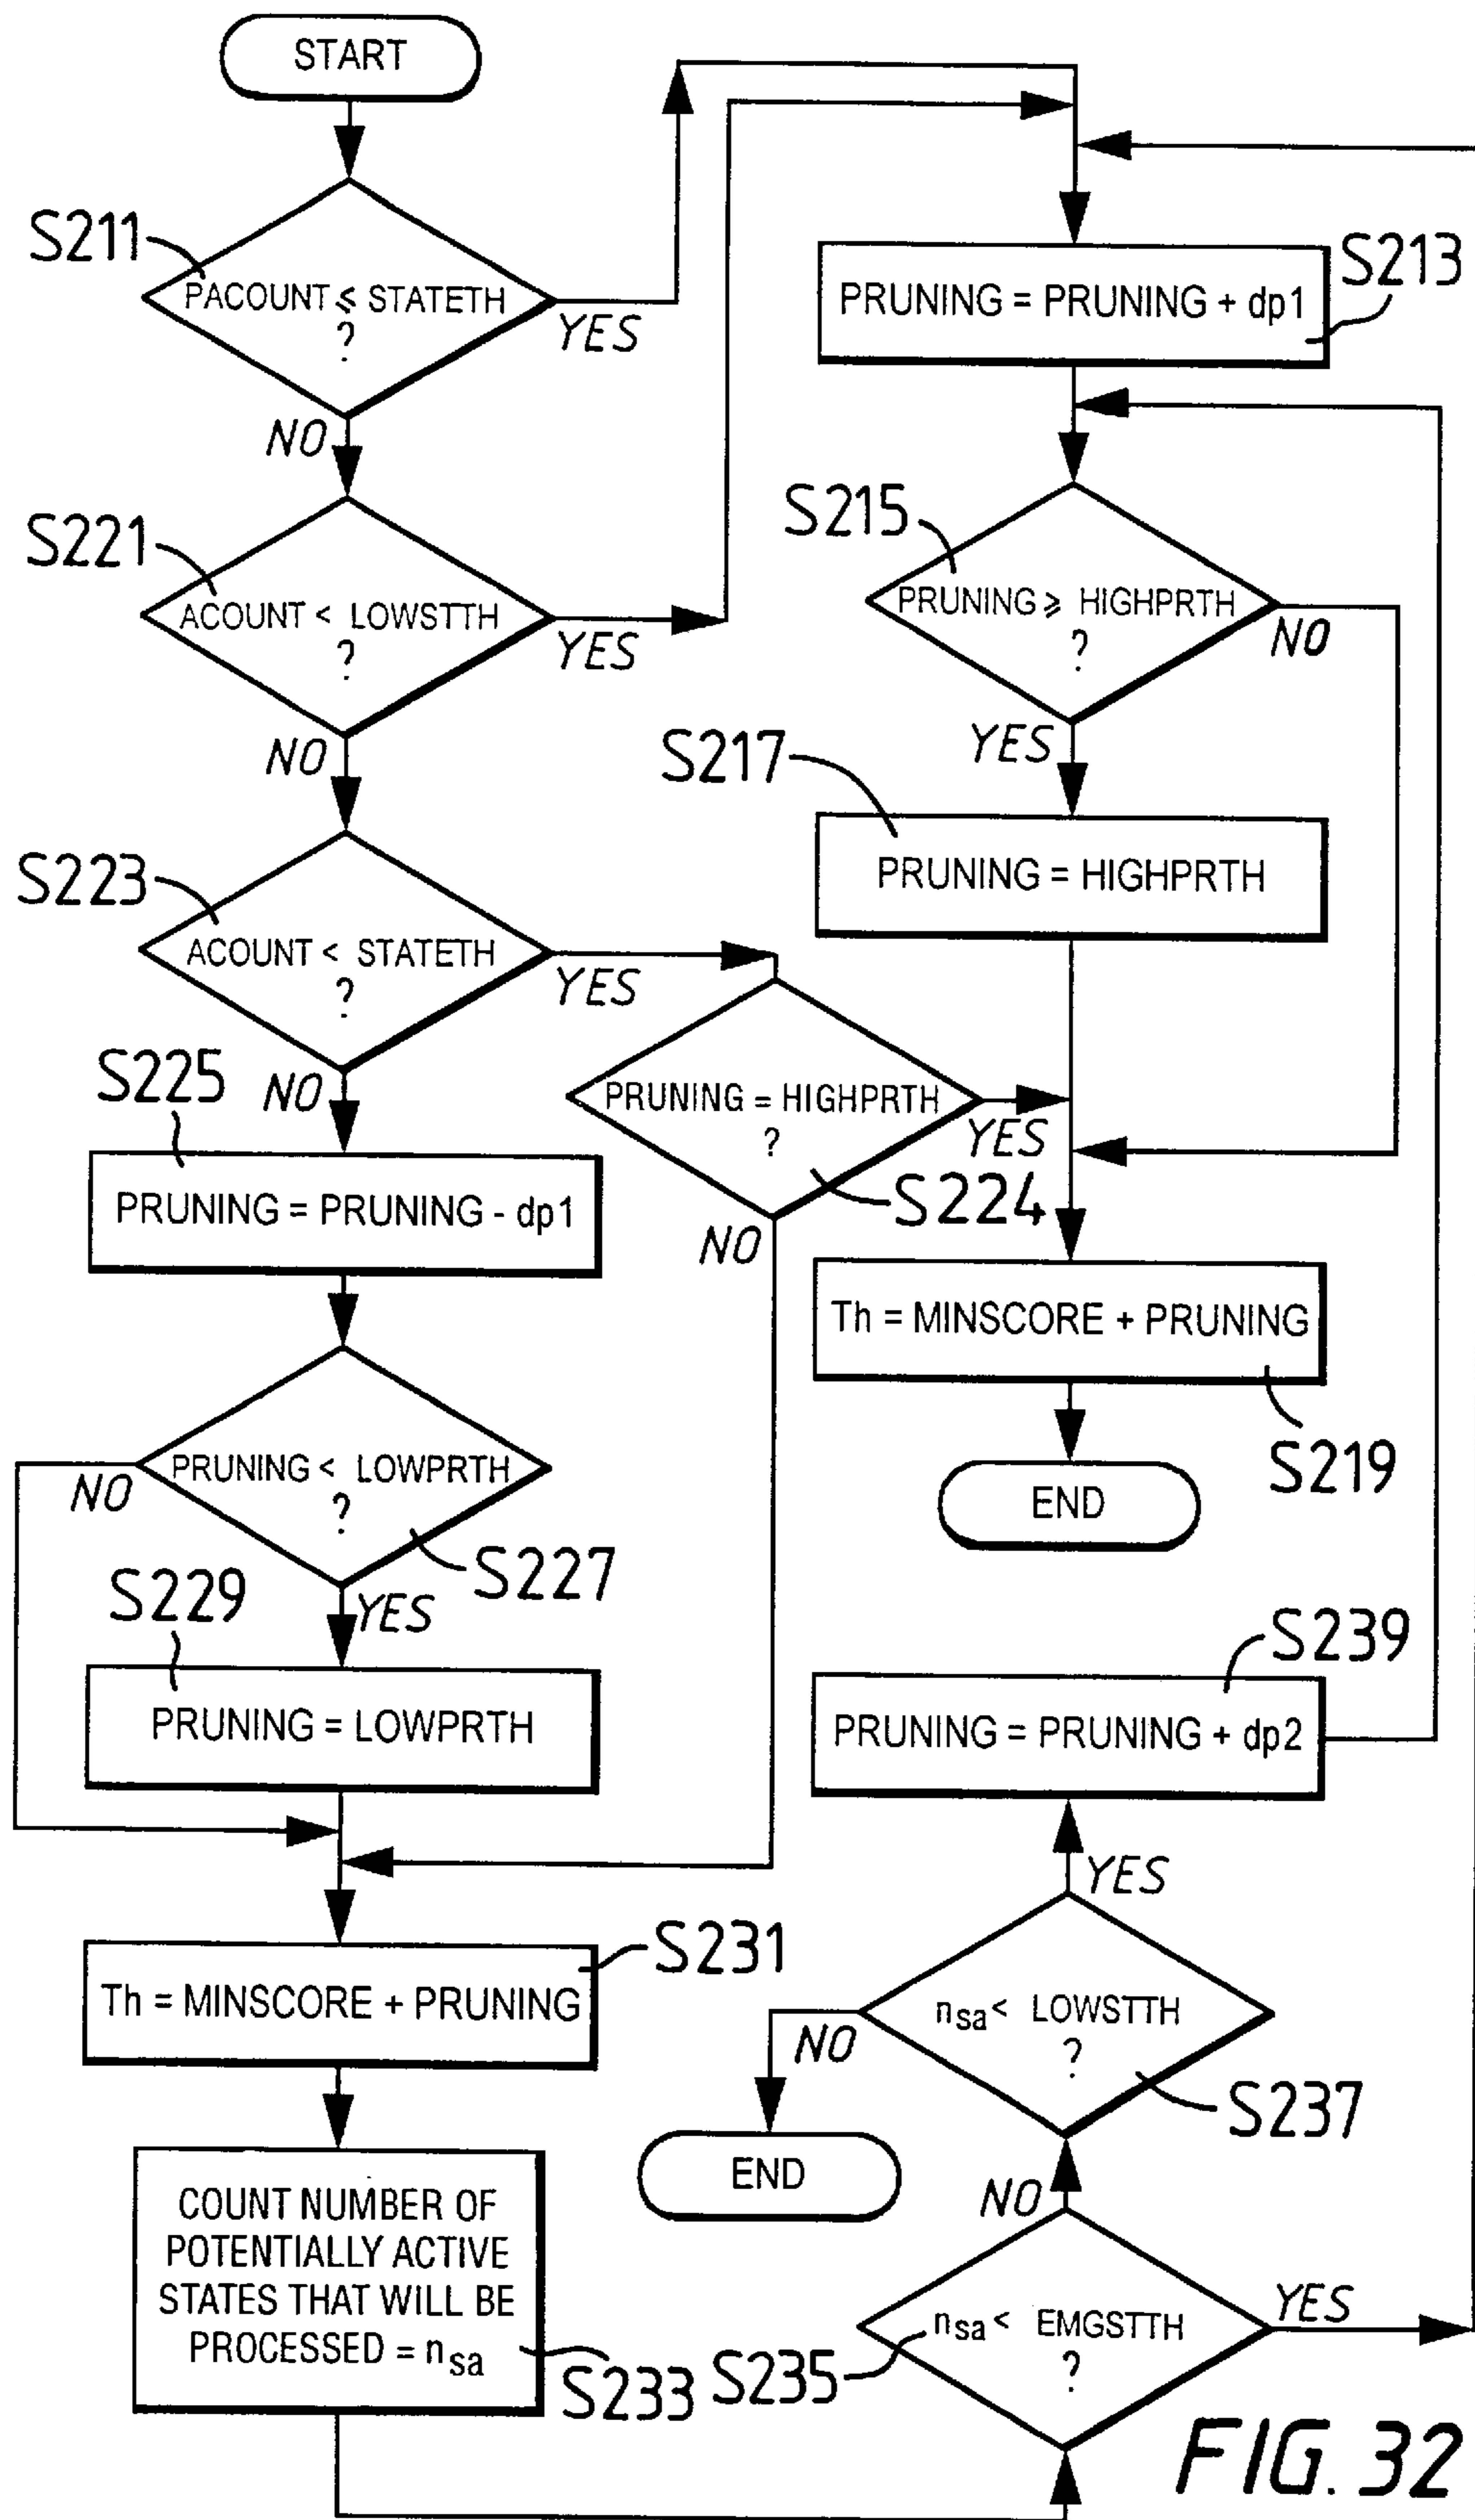 START
S211
PACOUNT ⩽ STATETH
?
YES
NO
S213
PRUNING = PRUNING + dp1
S221
ACOUNT < LOWSTTH
?
YES
NO
S215
PRUNING ⩾ HIGHPRTH
?
NO
YES
S217
PRUNING = HIGHPRTH
S223
ACOUNT < STATETH
?
YES
NO
S225
PRUNING = PRUNING - dp1
PRUNING = HIGHPRTH
?
YES
S224
NO
Th = MINSCORE + PRUNING
S219
END
PRUNING < LOWPRTH
?
NO
S227
YES
S229
PRUNING = LOWPRTH
S239
PRUNING = PRUNING + dp2
YES
S231
Th = MINSCORE + PRUNING
nsa < LOWSTTH
?
NO
S237
END
COUNT NUMBER OF
POTENTIALLY ACTIVE
STATES THAT WILL BE
PROCESSED = nsa
S233
NO
nsa < EMGSTTH
?
YES
S235
FIG. 32